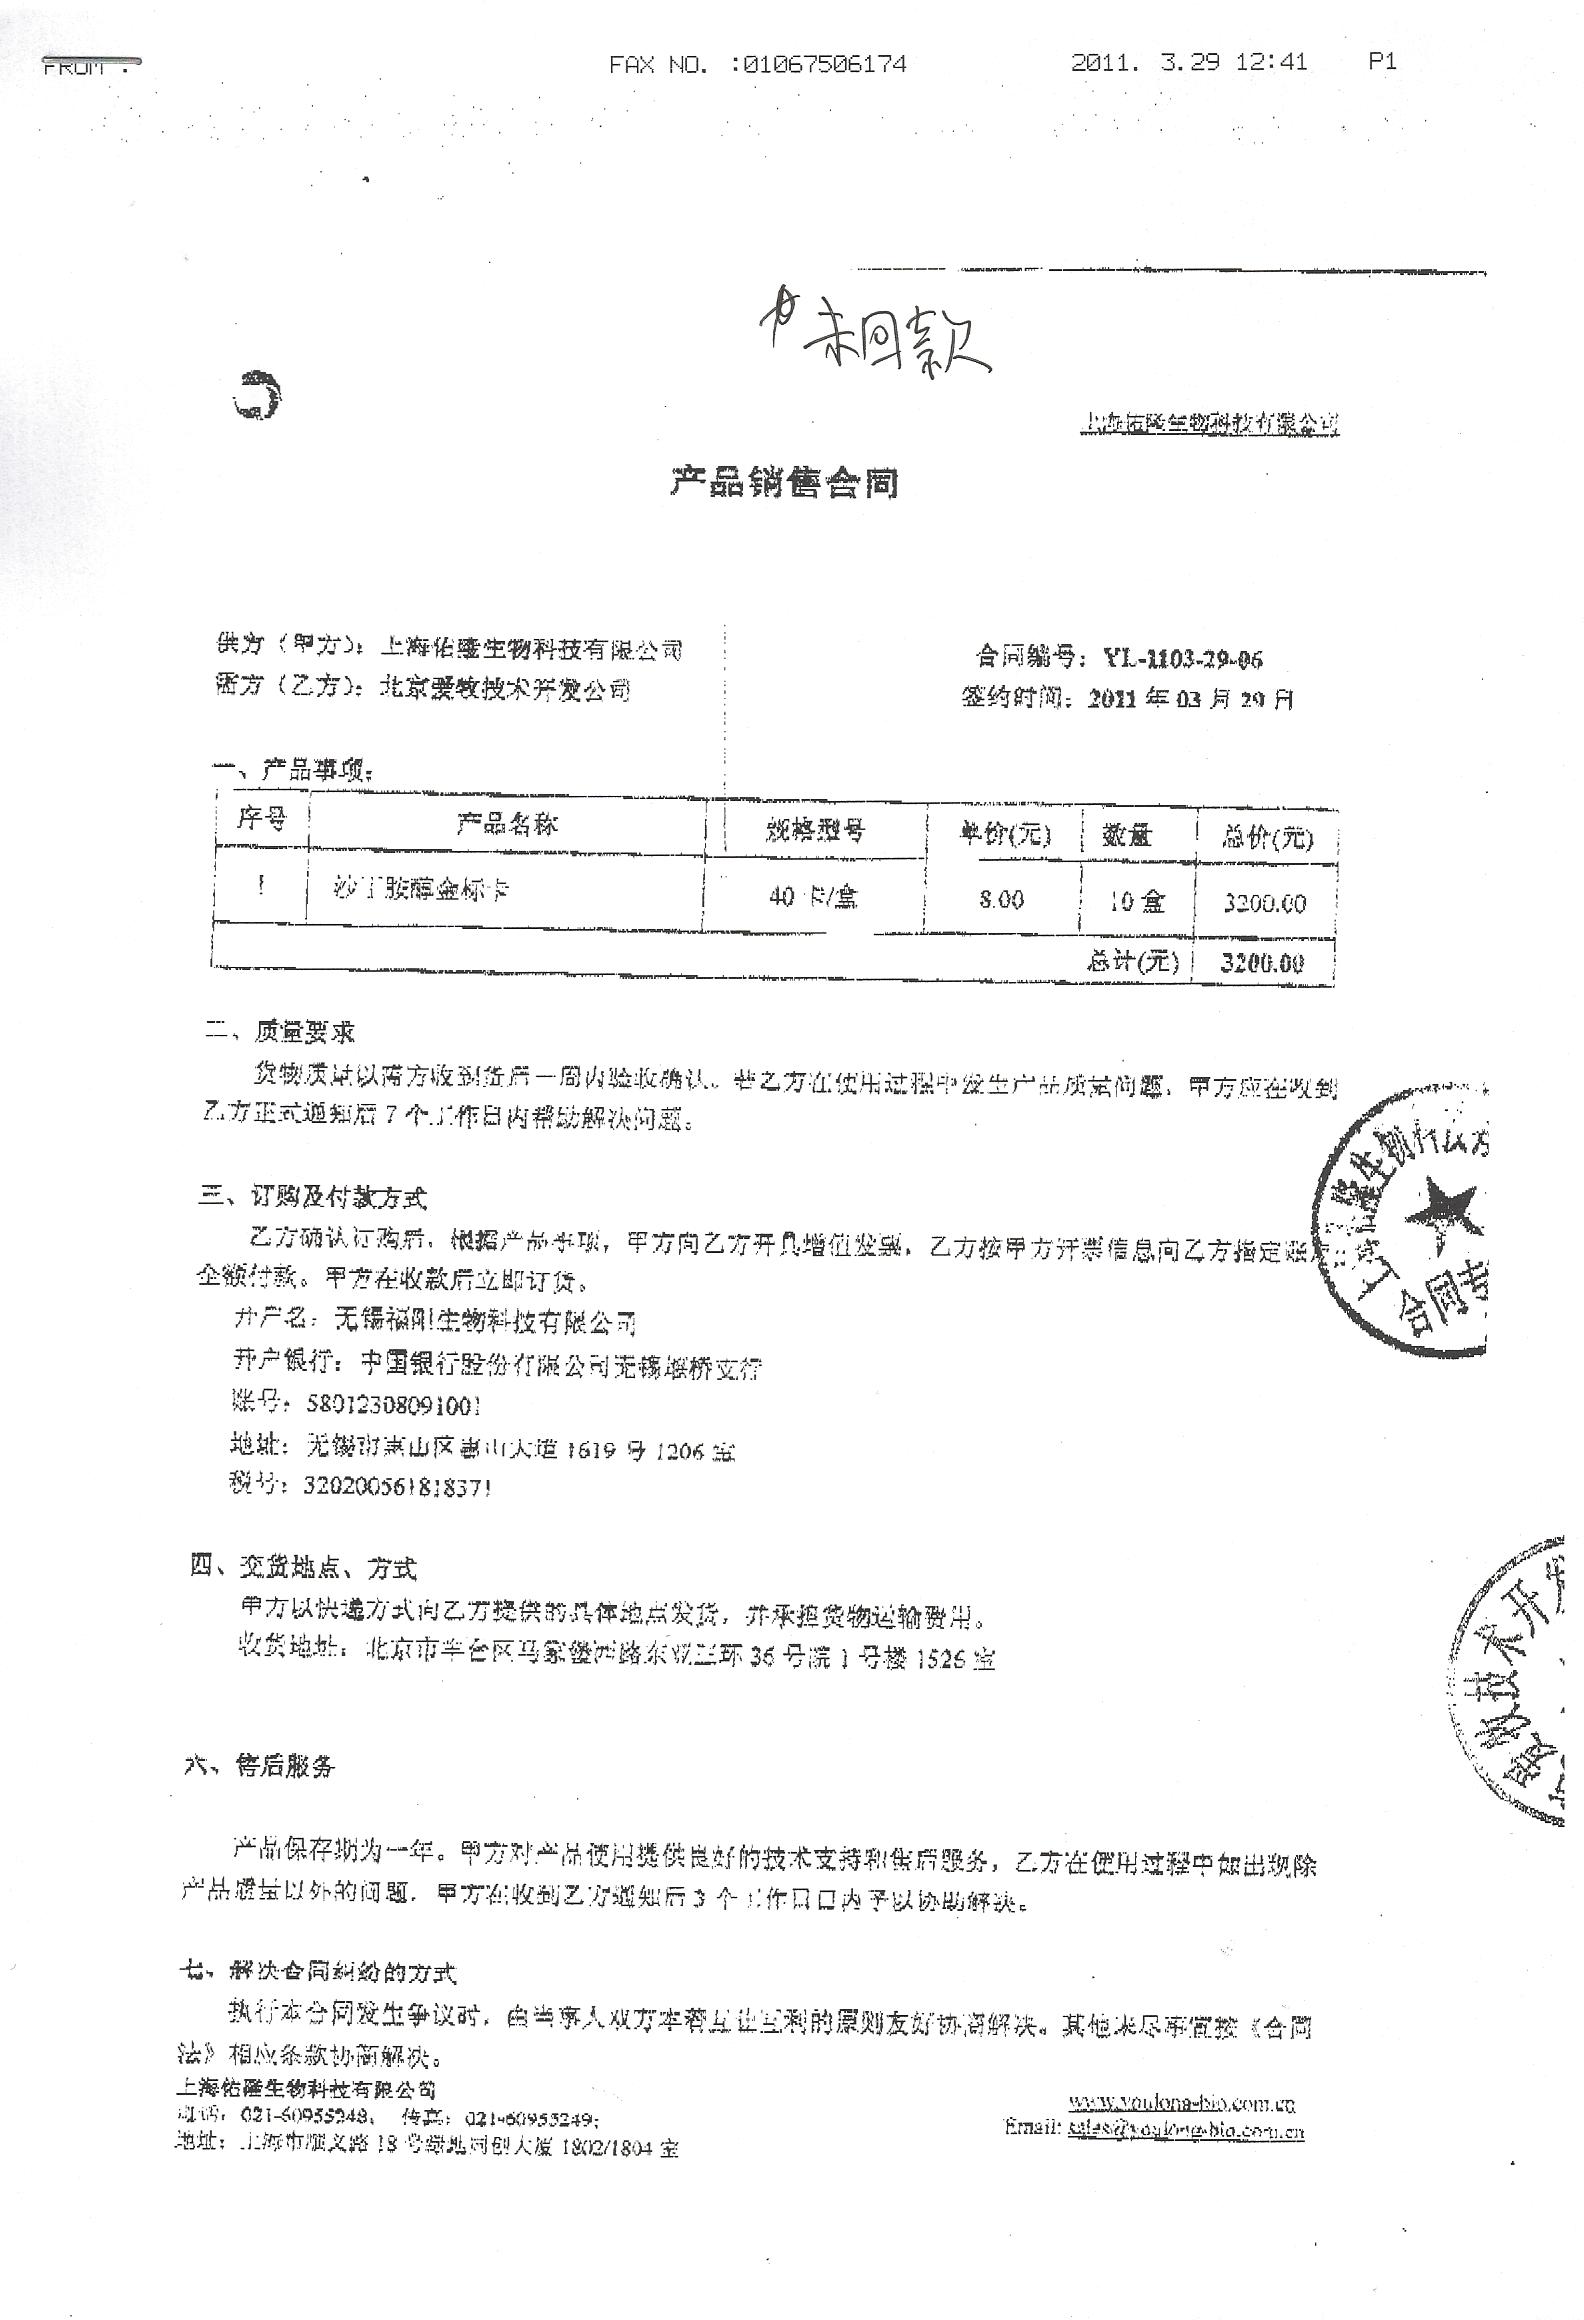 FROM :
FAX NO. :01067506174
2011. 3.29 12:41
P1
未回款
上海佑隆生物科技有限公司
产品销售合同
供方（甲方）：上海佑隆生物科技有限公司
合同编号：YL-1103-29-06
需方（乙方）：北京爱牧技术开发公司
签约时间：2011 年 03 月 29 日
一、产品事项：
序号 产品名称 规格型号 单价(元) 数量 总价(元)
1 沙丁胺醇金标卡 40 卡/盒 8.00 10 盒 3200.00
总计(元) 3200.00
二、质量要求
货物质量以需方收到货后一周内验收确认。若乙方在使用过程中发生产品质量问题，甲方应在收到
乙方正式通知后 7 个工作日内帮助解决问题。
三、订购及付款方式
乙方确认订购后，根据产品事项，甲方向乙方开具增值发票，乙方按甲方开票信息向乙方指定账户
全额付款。甲方在收款后立即订货。
开户名：无锡福阳生物科技有限公司
开户银行：中国银行股份有限公司无锡堰桥支行
账号：58012308091001
地址：无锡市惠山区惠山大道 1619 号 1206 室
税号：320200561818371
四、交货地点、方式
甲方以快递方式向乙方提供的具体地点发货，并承担货物运输费用。
收货地址：北京市丰台区马家堡西路东亚三环 36 号院 1 号楼 1526 室
六、售后服务
产品保存期为一年。甲方对产品使用提供良好的技术支持和售后服务，乙方在使用过程中如出现除
产品质量以外的问题，甲方在收到乙方通知后 3 个工作日日内予以协助解决。
七、解决合同纠纷的方式
执行本合同发生争议时，由当事人双方本着互让互利的原则友好协商解决。其他未尽事宜按《合同
法》相应条款协商解决。
上海佑隆生物科技有限公司
电话：021-60955248， 传真：021-60955249；
地址：上海市顺文路 18 号绿地同创大厦 1802/1804 室
www.youlong-bio.com.cn
Email: sales@youlong-bio.com.cn
隆生物
合同专
牧技术开发